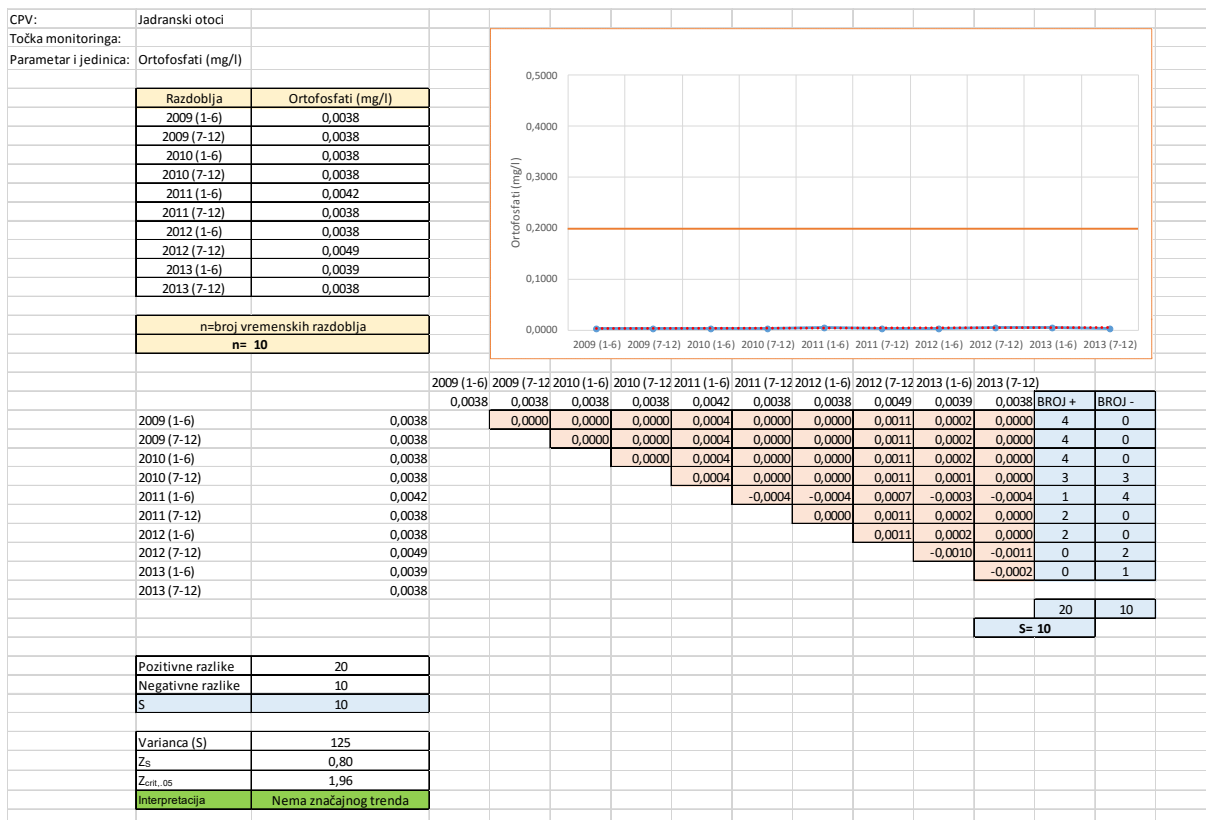 CPV: Jadranski otoci
Točka monitoringa:
Parametar i jedinica: Ortofosfati (mg/l)
Razdoblja Ortofosfati (mg/l)
2009 (1-6) 0,0038
2009 (7-12) 0,0038
2010 (1-6) 0,0038
2010 (7-12) 0,0038
2011 (1-6) 0,0042
2011 (7-12) 0,0038
2012 (1-6) 0,0038
2012 (7-12) 0,0049
2013 (1-6) 0,0039
2013 (7-12) 0,0038
n=broj vremenskih razdoblja
n= 10
Ortofosfati (mg/l)
0,5000
0,4000
0,3000
0,2000
0,1000
0,0000
2009 (1-6) 2009 (7-12) 2010 (1-6) 2010 (7-12) 2011 (1-6) 2011 (7-12) 2012 (1-6) 2012 (7-12) 2013 (1-6) 2013 (7-12)
2009 (1-6) 2009 (7-12 2010 (1-6) 2010 (7-12 2011 (1-6) 2011 (7-12 2012 (1-6) 2012 (7-12 2013 (1-6) 2013 (7-12)
0,0038 0,0038 0,0038 0,0038 0,0042 0,0038 0,0038 0,0049 0,0039 0,0038 BROJ + BROJ -
2009 (1-6) 0,0038 0,0000 0,0000 0,0000 0,0004 0,0000 0,0000 0,0011 0,0002 0,0000 4 0
2009 (7-12) 0,0038 0,0000 0,0000 0,0004 0,0000 0,0000 0,0011 0,0002 0,0000 4 0
2010 (1-6) 0,0038 0,0000 0,0004 0,0000 0,0000 0,0011 0,0002 0,0000 4 0
2010 (7-12) 0,0038 0,0004 0,0000 0,0000 0,0011 0,0001 0,0000 3 3
2011 (1-6) 0,0042 -0,0004 -0,0004 0,0007 -0,0003 -0,0004 1 4
2011 (7-12) 0,0038 0,0000 0,0011 0,0002 0,0000 2 0
2012 (1-6) 0,0038 0,0011 0,0002 0,0000 2 0
2012 (7-12) 0,0049 -0,0010 -0,0011 0 2
2013 (1-6) 0,0039 -0,0002 0 1
2013 (7-12) 0,0038
20 10
S= 10
Pozitivne razlike 20
Negativne razlike 10
S 10
Varianca (S) 125
Zs 0,80
Zcrit,.05 1,96
Interpretacija Nema značajnog trenda